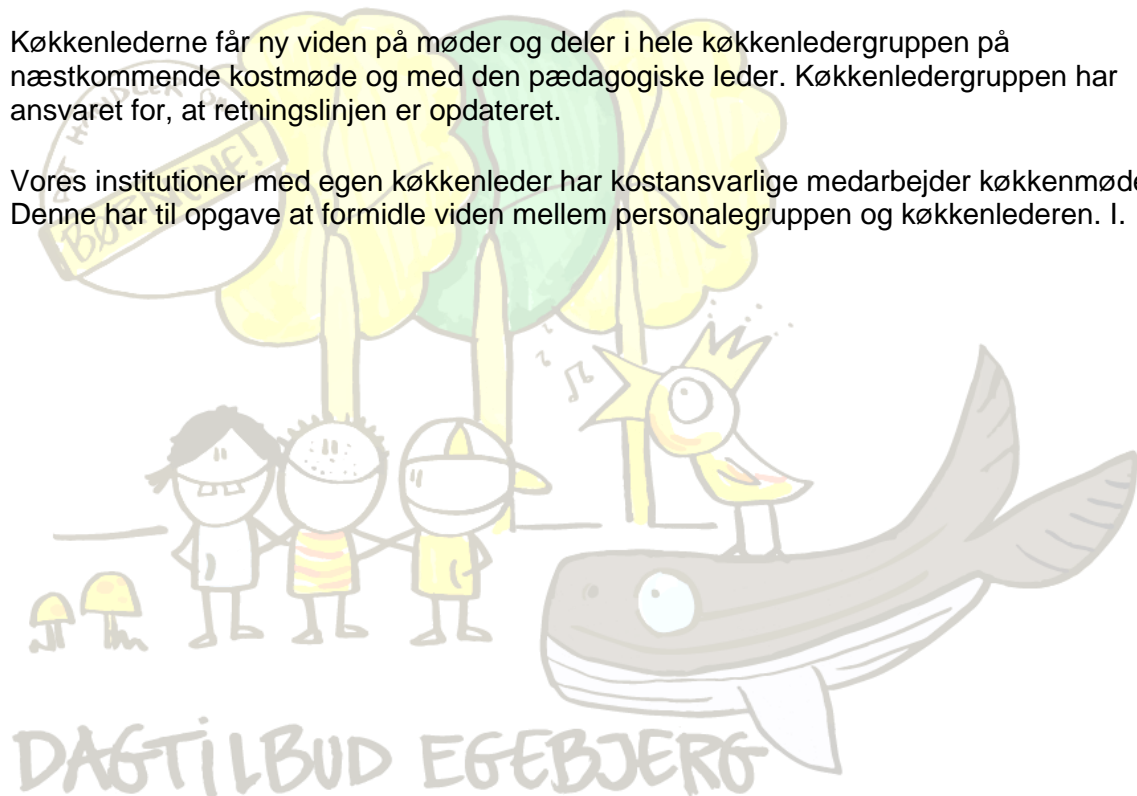 Køkkenlederne får ny viden på møder og deler i hele køkkenledergruppen på
næstkommende kostmøde og med den pædagogiske leder. Køkkenledergruppen har
ansvaret for, at retningslinjen er opdateret.
Vores institutioner med egen køkkenleder har kostansvarlige medarbejder køkkenmøde
Denne har til opgave at formidle viden mellem personalegruppen og køkkenlederen. I.
BØRNENE!
DAGTiLBUD EGEBJERG